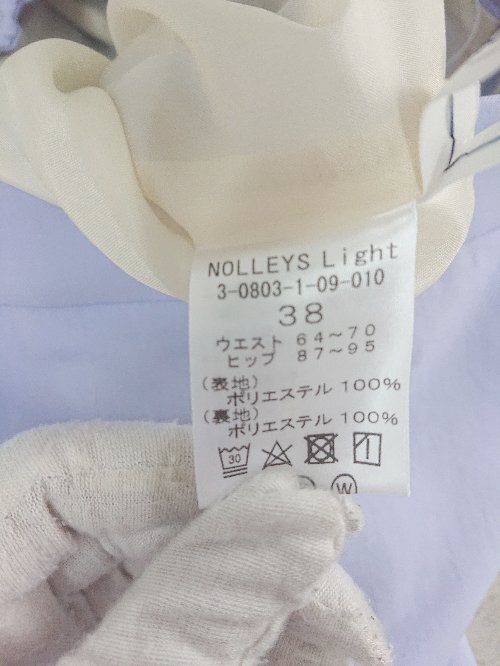 NOLLEYS Light
3-0803-1-09-010
38
ウエスト 64～70
ヒップ 87～95
(表地)
ポリエステル 100%
(裏地)
ポリエステル 100%
30
W